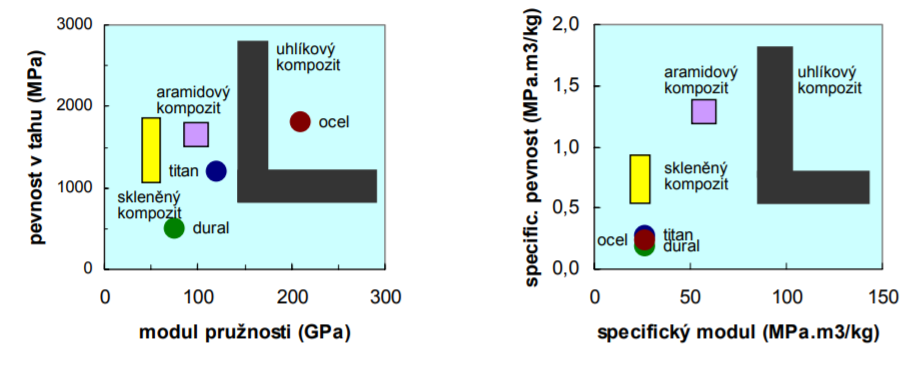 pevnost v tahu (MPa)
3000
2000
1000
0
0
100
200
300
modul pružnosti (GPa)
uhlíkový
kompozit
aramidový
kompozit
ocel
titan
skleněný
kompozit
dural
specific. pevnost (MPa.m3/kg)
2,0
1,5
1,0
0,5
0,0
0
50
100
150
specifický modul (MPa.m3/kg)
aramidový
kompozit
uhlíkový
kompozit
skleněný
kompozit
ocel
titan
dural